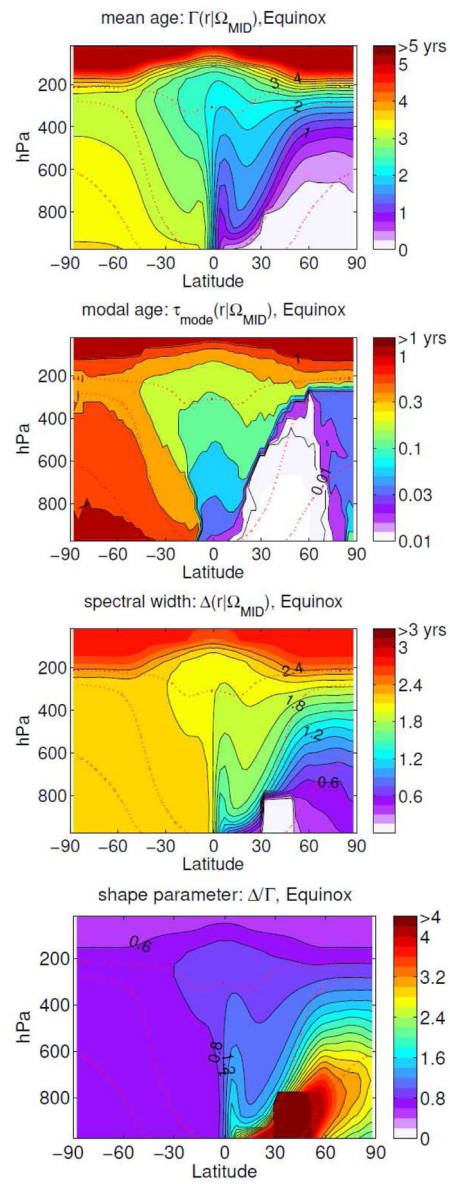 mean age: Γ(r|Ω_MID),Equinox
>5 yrs
5
4
3
2
1
0
200
400
600
800
hPa
4
3
2
1
−90 −60 −30 0 30 60 90
Latitude
modal age: τ_mode(r|Ω_MID), Equinox
>1 yrs
1
0.3
0.1
0.03
0.01
200
400
600
800
hPa
1
0.01
−90 −60 −30 0 30 60 90
Latitude
spectral width: Δ(r|Ω_MID), Equinox
>3 yrs
3
2.4
1.8
1.2
0.6
200
400
600
800
hPa
2.4
1.8
1.2
0.6
−90 −60 −30 0 30 60 90
Latitude
shape parameter: Δ/Γ, Equinox
>4
4
3.2
2.4
1.6
0.8
0
200
400
600
800
hPa
0.6
0.8
1.2
−90 −60 −30 0 30 60 90
Latitude